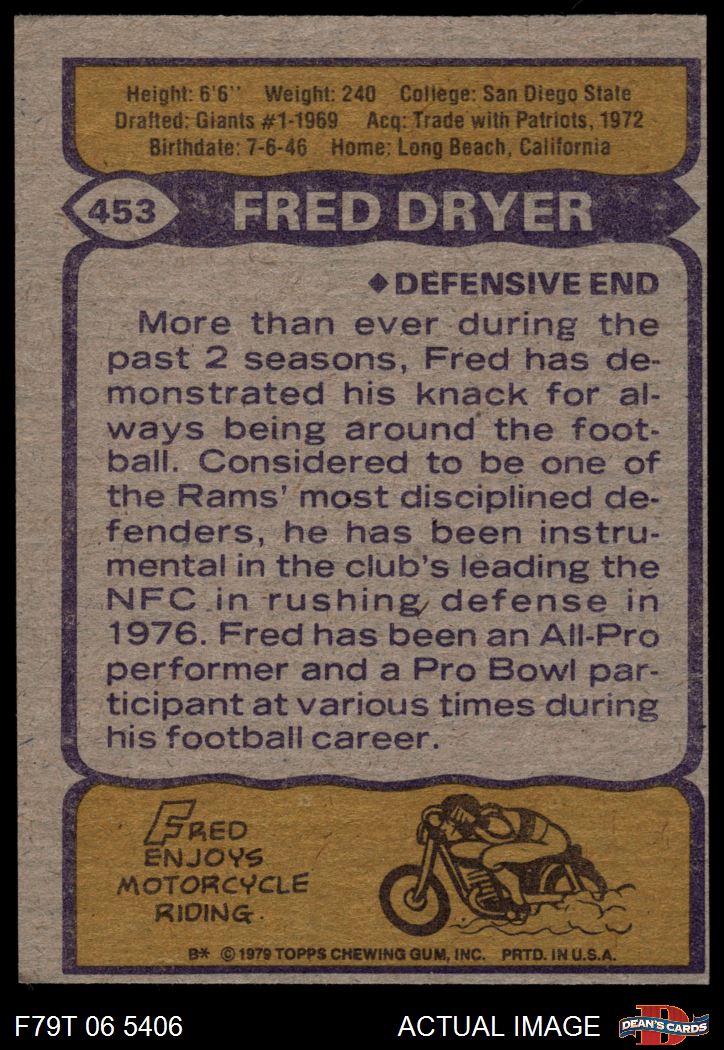 Height: 6'6'' Weight: 240 College: San Diego State
Drafted: Giants #1-1969 Acq: Trade with Patriots, 1972
Birthdate: 7-6-46 Home: Long Beach, California
453 FRED DRYER
◆ DEFENSIVE END
More than ever during the
past 2 seasons, Fred has de-
monstrated his knack for al-
ways being around the foot-
ball. Considered to be one of
the Rams' most disciplined de-
fenders, he has been instru-
mental in the club's leading the
NFC in rushing defense in
1976. Fred has been an All-Pro
performer and a Pro Bowl par-
ticipant at various times during
his football career.
FRED
ENJOYS
MOTORCYCLE
RIDING.
B* © 1979 TOPPS CHEWING GUM, INC. PRTD. IN U.S.A.
F79T 06 5406 ACTUAL IMAGE D DEAN'S CARDS